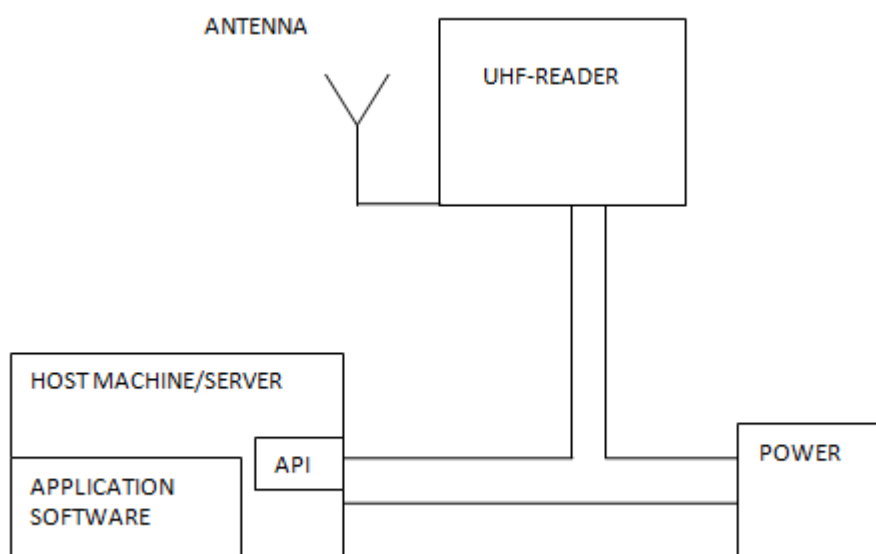 ANTENNA
UHF-READER
HOST MACHINE/SERVER
API
POWER
APPLICATION
SOFTWARE